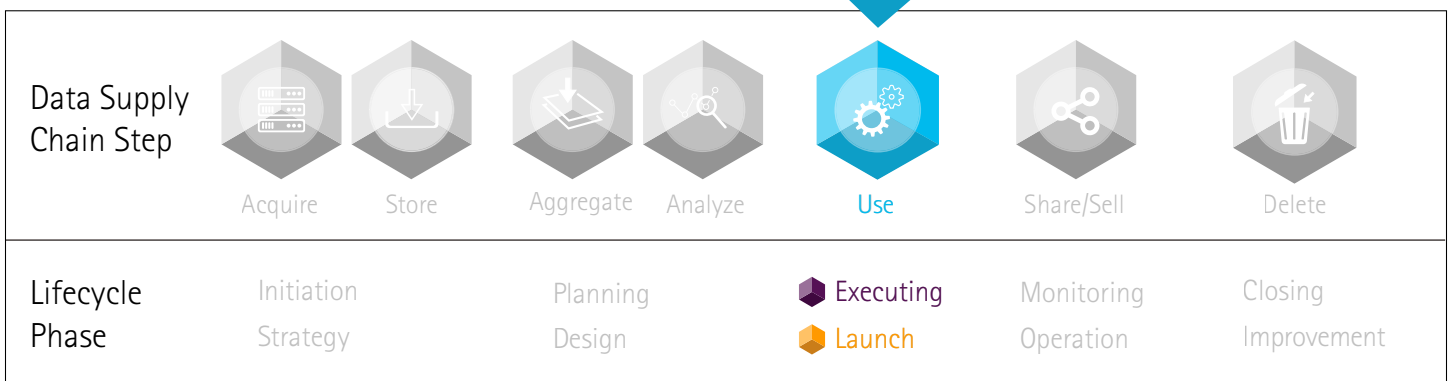 Data Supply
Chain Step
Acquire
Store
Aggregate
Analyze
Use
Share/Sell
Delete
Lifecycle
Phase
Initiation
Planning
Executing
Monitoring
Closing
Strategy
Design
Launch
Operation
Improvement